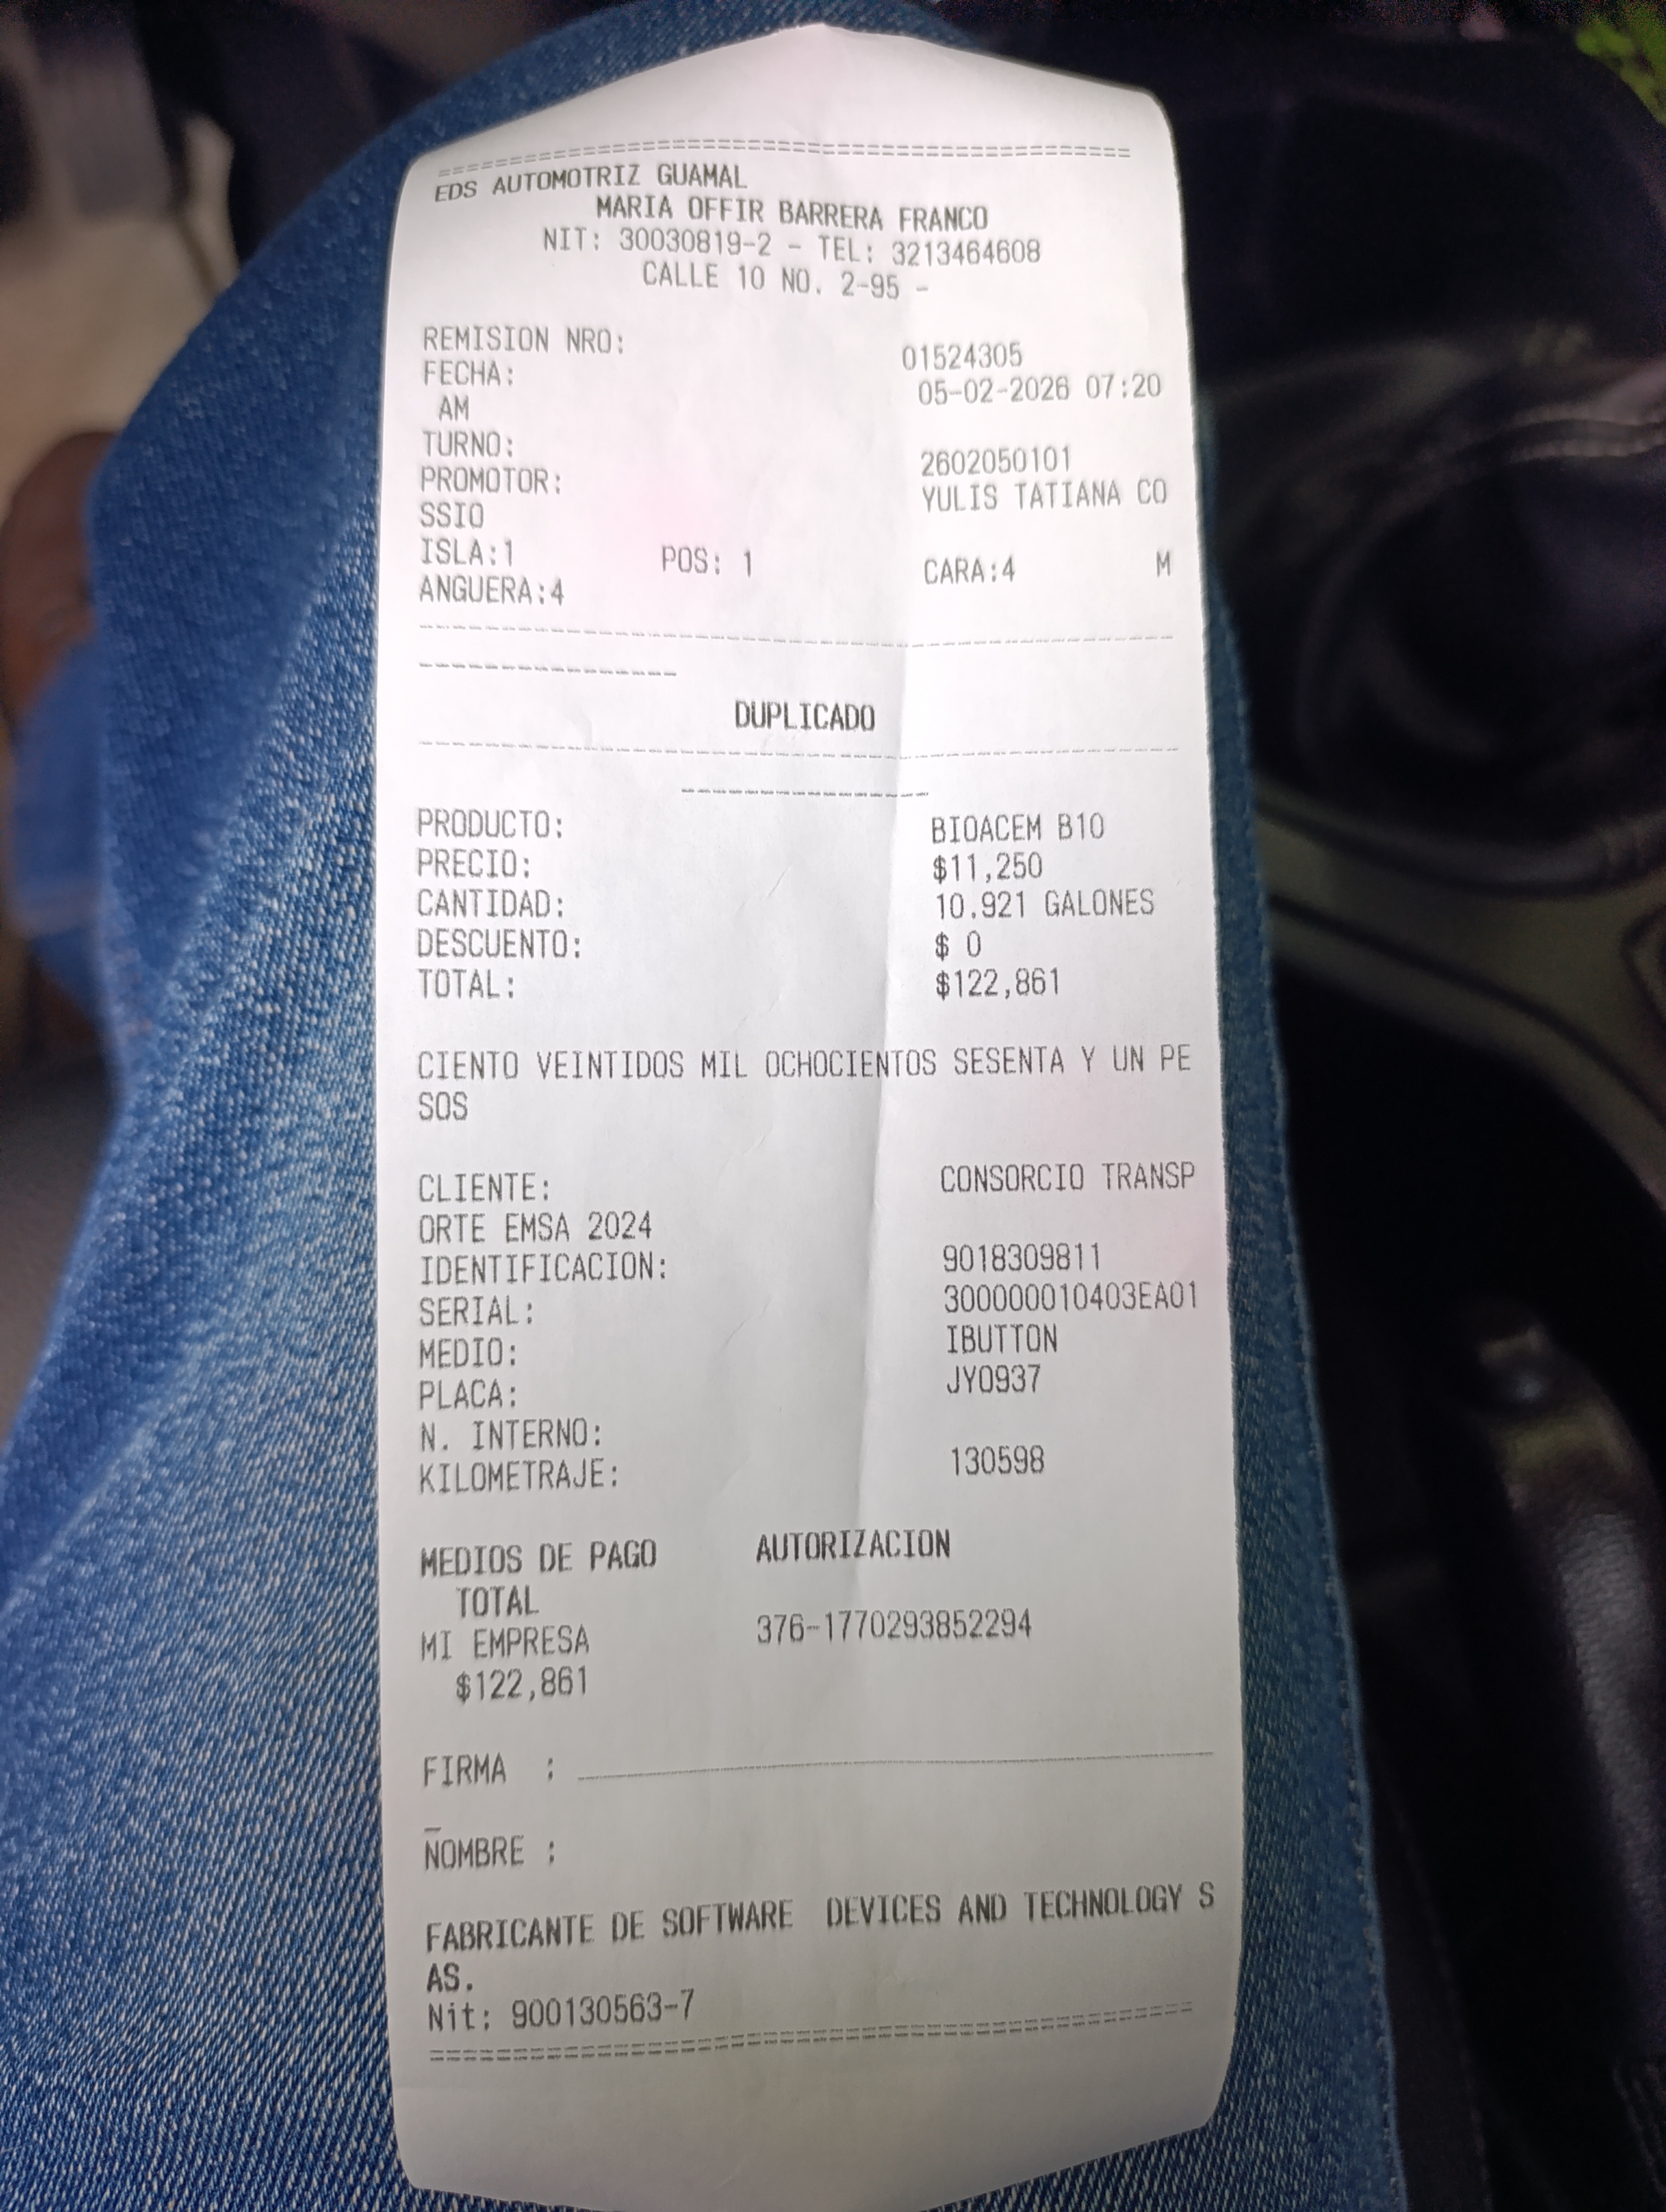 EDS AUTOMOTRIZ GUAMAL
MARIA OFFIR BARRERA FRANCO
NIT: 30030819-2 - TEL: 3213464608
CALLE 10 NO. 2-95 -
REMISION NRO: 01524305
FECHA: 05-02-2026 07:20
AM
TURNO: 2602050101
PROMOTOR: YULIS TATIANA CO
SSIO
ISLA:1 POS: 1 CARA:4 M
ANGUERA:4
DUPLICADO
PRODUCTO: BIOACEM B10
PRECIO: $11,250
CANTIDAD: 10.921 GALONES
DESCUENTO: $ 0
TOTAL: $122,861
CIENTO VEINTIDOS MIL OCHOCIENTOS SESENTA Y UN PE
SOS
CLIENTE: CONSORCIO TRANSP
ORTE EMSA 2024
IDENTIFICACION: 9018309811
SERIAL: 300000010403EA01
MEDIO: IBUTTON
PLACA: JYO937
N. INTERNO:
KILOMETRAJE: 130598
MEDIOS DE PAGO AUTORIZACION
TOTAL
MI EMPRESA 376-1770293852294
$122,861
FIRMA :
NOMBRE :
FABRICANTE DE SOFTWARE DEVICES AND TECHNOLOGY S
AS.
Nit: 900130563-7